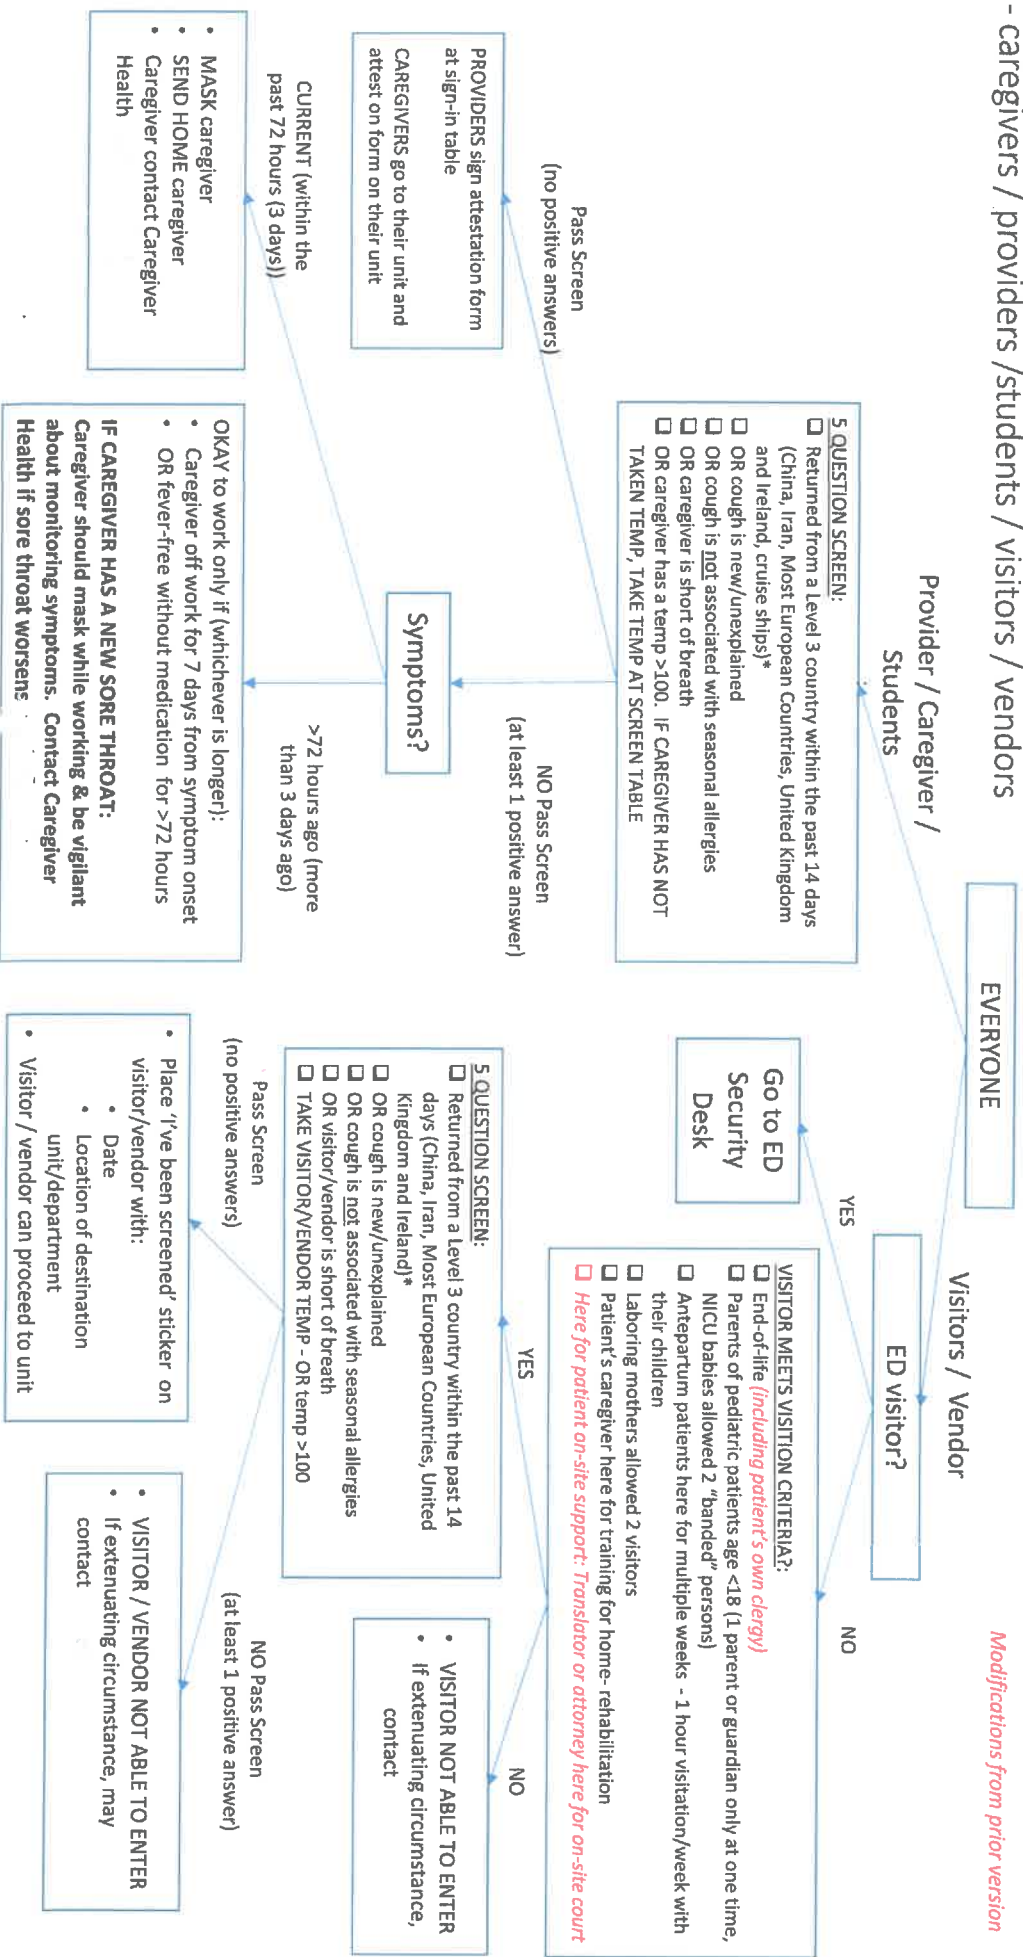 - caregivers / providers /students / visitors / vendors
Modifications from prior version
EVERYONE
Provider / Caregiver /
Students
Visitors / Vendor
5 QUESTION SCREEN:
❑ Returned from a Level 3 country within the past 14 days
(China, Iran, Most European Countries, United Kingdom
and Ireland, cruise ships)*
❑ OR cough is new/unexplained
❑ OR cough is not associated with seasonal allergies
❑ OR caregiver is short of breath
❑ OR caregiver has a temp >100. IF CAREGIVER HAS NOT
TAKEN TEMP, TAKE TEMP AT SCREEN TABLE
Pass Screen
(no positive answers)
NO Pass Screen
(at least 1 positive answer)
PROVIDERS sign attestation form
at sign-in table
CAREGIVERS go to their unit and
attest on form on their unit
Symptoms?
CURRENT (within the
past 72 hours (3 days))
>72 hours ago (more
than 3 days ago)
• MASK caregiver
• SEND HOME caregiver
• Caregiver contact Caregiver
Health
OKAY to work only if (whichever is longer):
• Caregiver off work for 7 days from symptom onset
• OR fever-free without medication for >72 hours
IF CAREGIVER HAS A NEW SORE THROAT:
Caregiver should mask while working & be vigilant
about monitoring symptoms. Contact Caregiver
Health if sore throat worsens
ED visitor?
YES
NO
Go to ED
Security
Desk
VISITOR MEETS VISITION CRITERIA?:
❑ End-of-life (including patient's own clergy)
❑ Parents of pediatric patients age <18 (1 parent or guardian only at one time,
NICU babies allowed 2 "banded" persons)
❑ Antepartum patients here for multiple weeks - 1 hour visitation/week with
their children
❑ Laboring mothers allowed 2 visitors
❑ Patient's caregiver here for training for home- rehabilitation
❑ Here for patient on-site support: Translator or attorney here for on-site court
YES
NO
5 QUESTION SCREEN:
❑ Returned from a Level 3 country within the past 14
days (China, Iran, Most European Countries, United
Kingdom and Ireland)*
❑ OR cough is new/unexplained
❑ OR cough is not associated with seasonal allergies
❑ OR visitor/vendor is short of breath
❑ TAKE VISITOR/VENDOR TEMP - OR temp >100
• VISITOR NOT ABLE TO ENTER
• If extenuating circumstance,
contact
Pass Screen
(no positive answers)
NO Pass Screen
(at least 1 positive answer)
• Place 'I've been screened' sticker on
visitor/vendor with:
• Date
• Location of destination
unit/department
• Visitor / vendor can proceed to unit
• VISITOR / VENDOR NOT ABLE TO ENTER
• If extenuating circumstance, may
contact